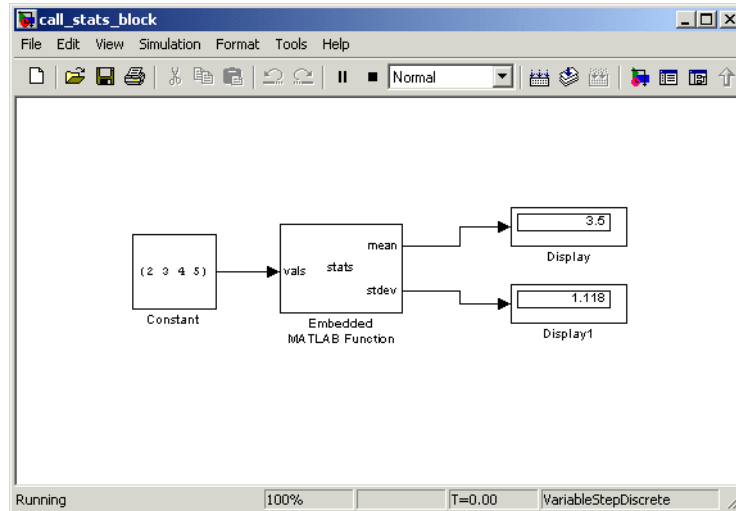 call_stats_block
File Edit View Simulation Format Tools Help
Normal
(2 3 4 5)
Constant
vals
stats
mean
stdev
Embedded
MATLAB Function
3.5
Display
1.118
Display1
Running 100% T=0.00 VariableStepDiscrete